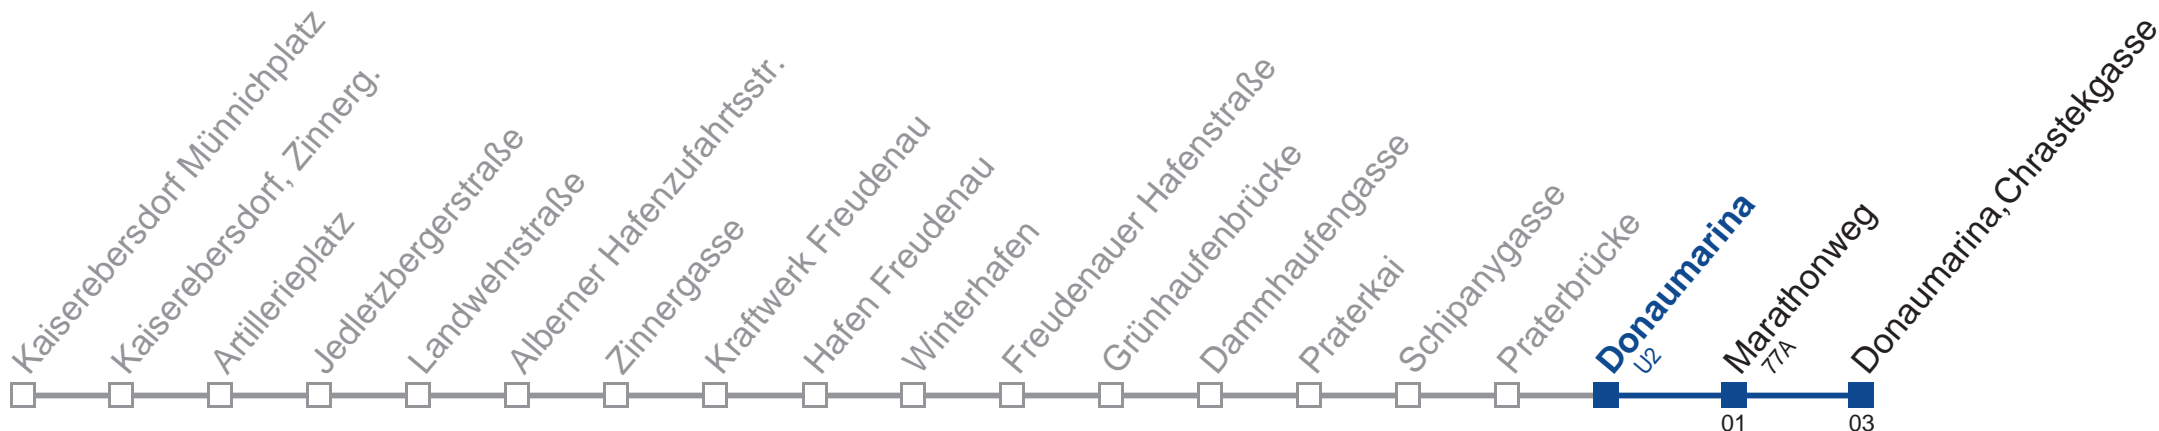 Kaiserebersdorf Münnichplatz
Kaiserebersdorf, Zinnerg.
Artillerieplatz
Jedletzbergerstraße
Landwehrstraße
Alberner Hafenzufahrtsstr.
Zinnergasse
Kraftwerk Freudenau
Hafen Freudenau
Winterhafen
Freudenauer Hafenstraße
Grünhaufenbrücke
Dammhaufengasse
Praterkai
Schipanygasse
Praterbrücke
Donaumarina
U2
Marathonweg
77A
Donaumarina,Chrastekgasse
01
03